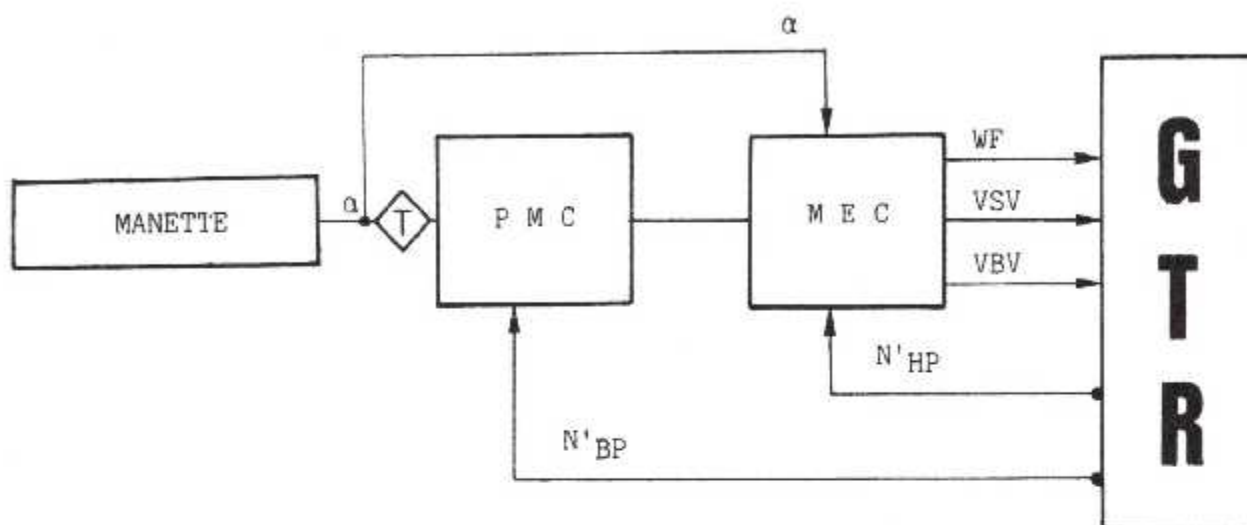 α
MANETTE
α
T
P M C
M E C
WF
VSV
VBV
N'HP
N'BP
G
T
R